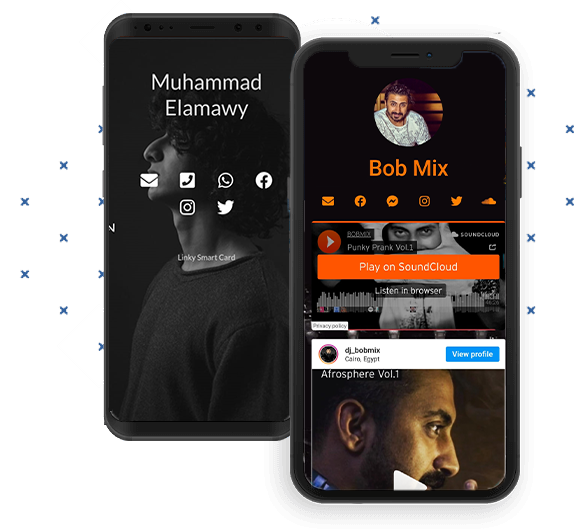 Muhammad
Elamawy
Linky Smart Card
Bob Mix
BOBMIX
SOUNDCLOUD
Punky Prank Vol.1
Play on SoundCloud
Listen in browser
Privacy policy
dj_bobmix
Cairo, Egypt
View profile
Afrosphere Vol.1